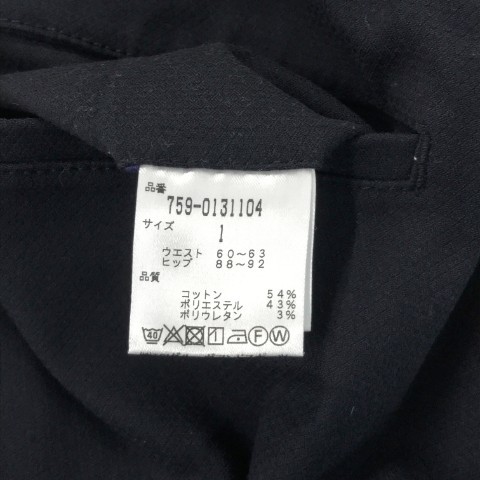 品番
759-0131104
サイズ
1
ウエスト 60～63
ヒップ 88～92
品質
コットン 54%
ポリエステル 43%
ポリウレタン 3%
40 F W